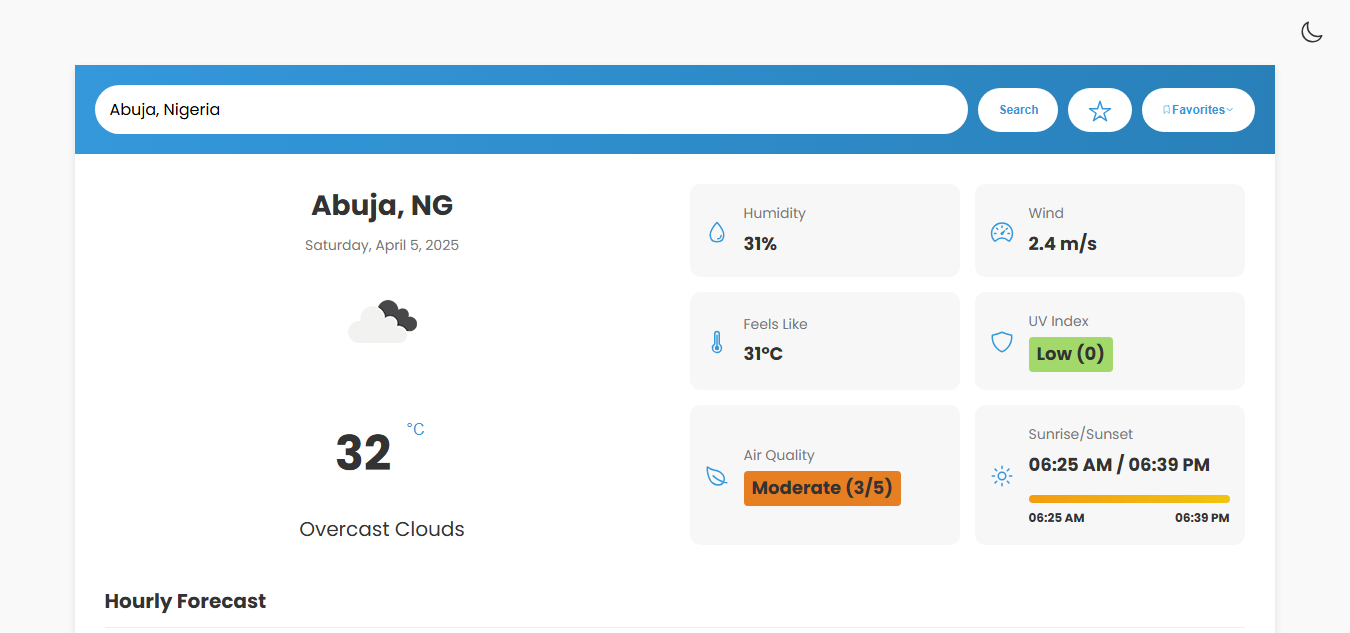 Abuja, Nigeria
Search
Favorites
Abuja, NG
Saturday, April 5, 2025
32 °C
Overcast Clouds
Humidity
31%
Wind
2.4 m/s
Feels Like
31°C
UV Index
Low (0)
Air Quality
Moderate (3/5)
Sunrise/Sunset
06:25 AM / 06:39 PM
06:25 AM 06:39 PM
Hourly Forecast